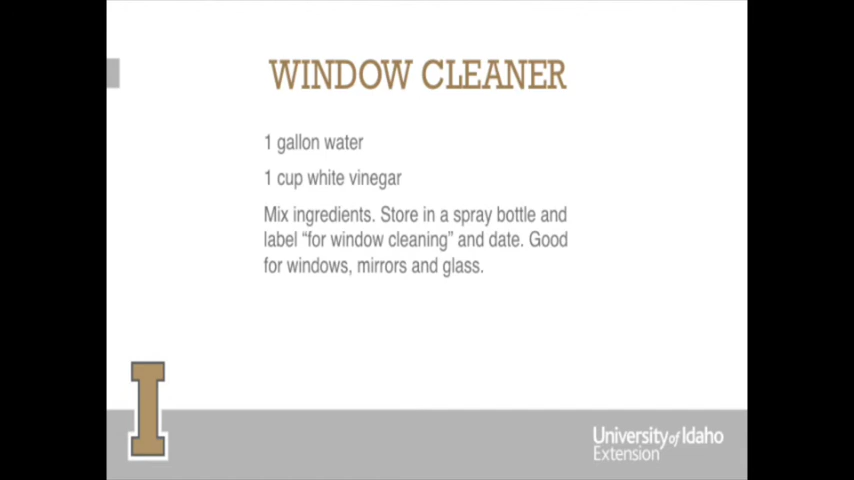 WINDOW CLEANER
1 gallon water
1 cup white vinegar
Mix ingredients. Store in a spray bottle and
label “for window cleaning” and date. Good
for windows, mirrors and glass.
I
University of Idaho
Extension